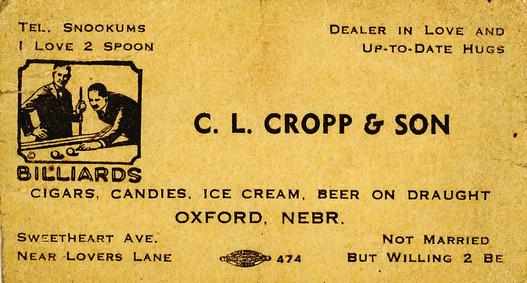 TEL. SNOOKUMS
I LOVE 2 SPOON
DEALER IN LOVE AND
UP-TO-DATE HUGS
C. L. CROPP & SON
BILLIARDS
CIGARS, CANDIES, ICE CREAM, BEER ON DRAUGHT
OXFORD, NEBR.
SWEETHEART AVE.
NEAR LOVERS LANE
474
NOT MARRIED
BUT WILLING 2 BE